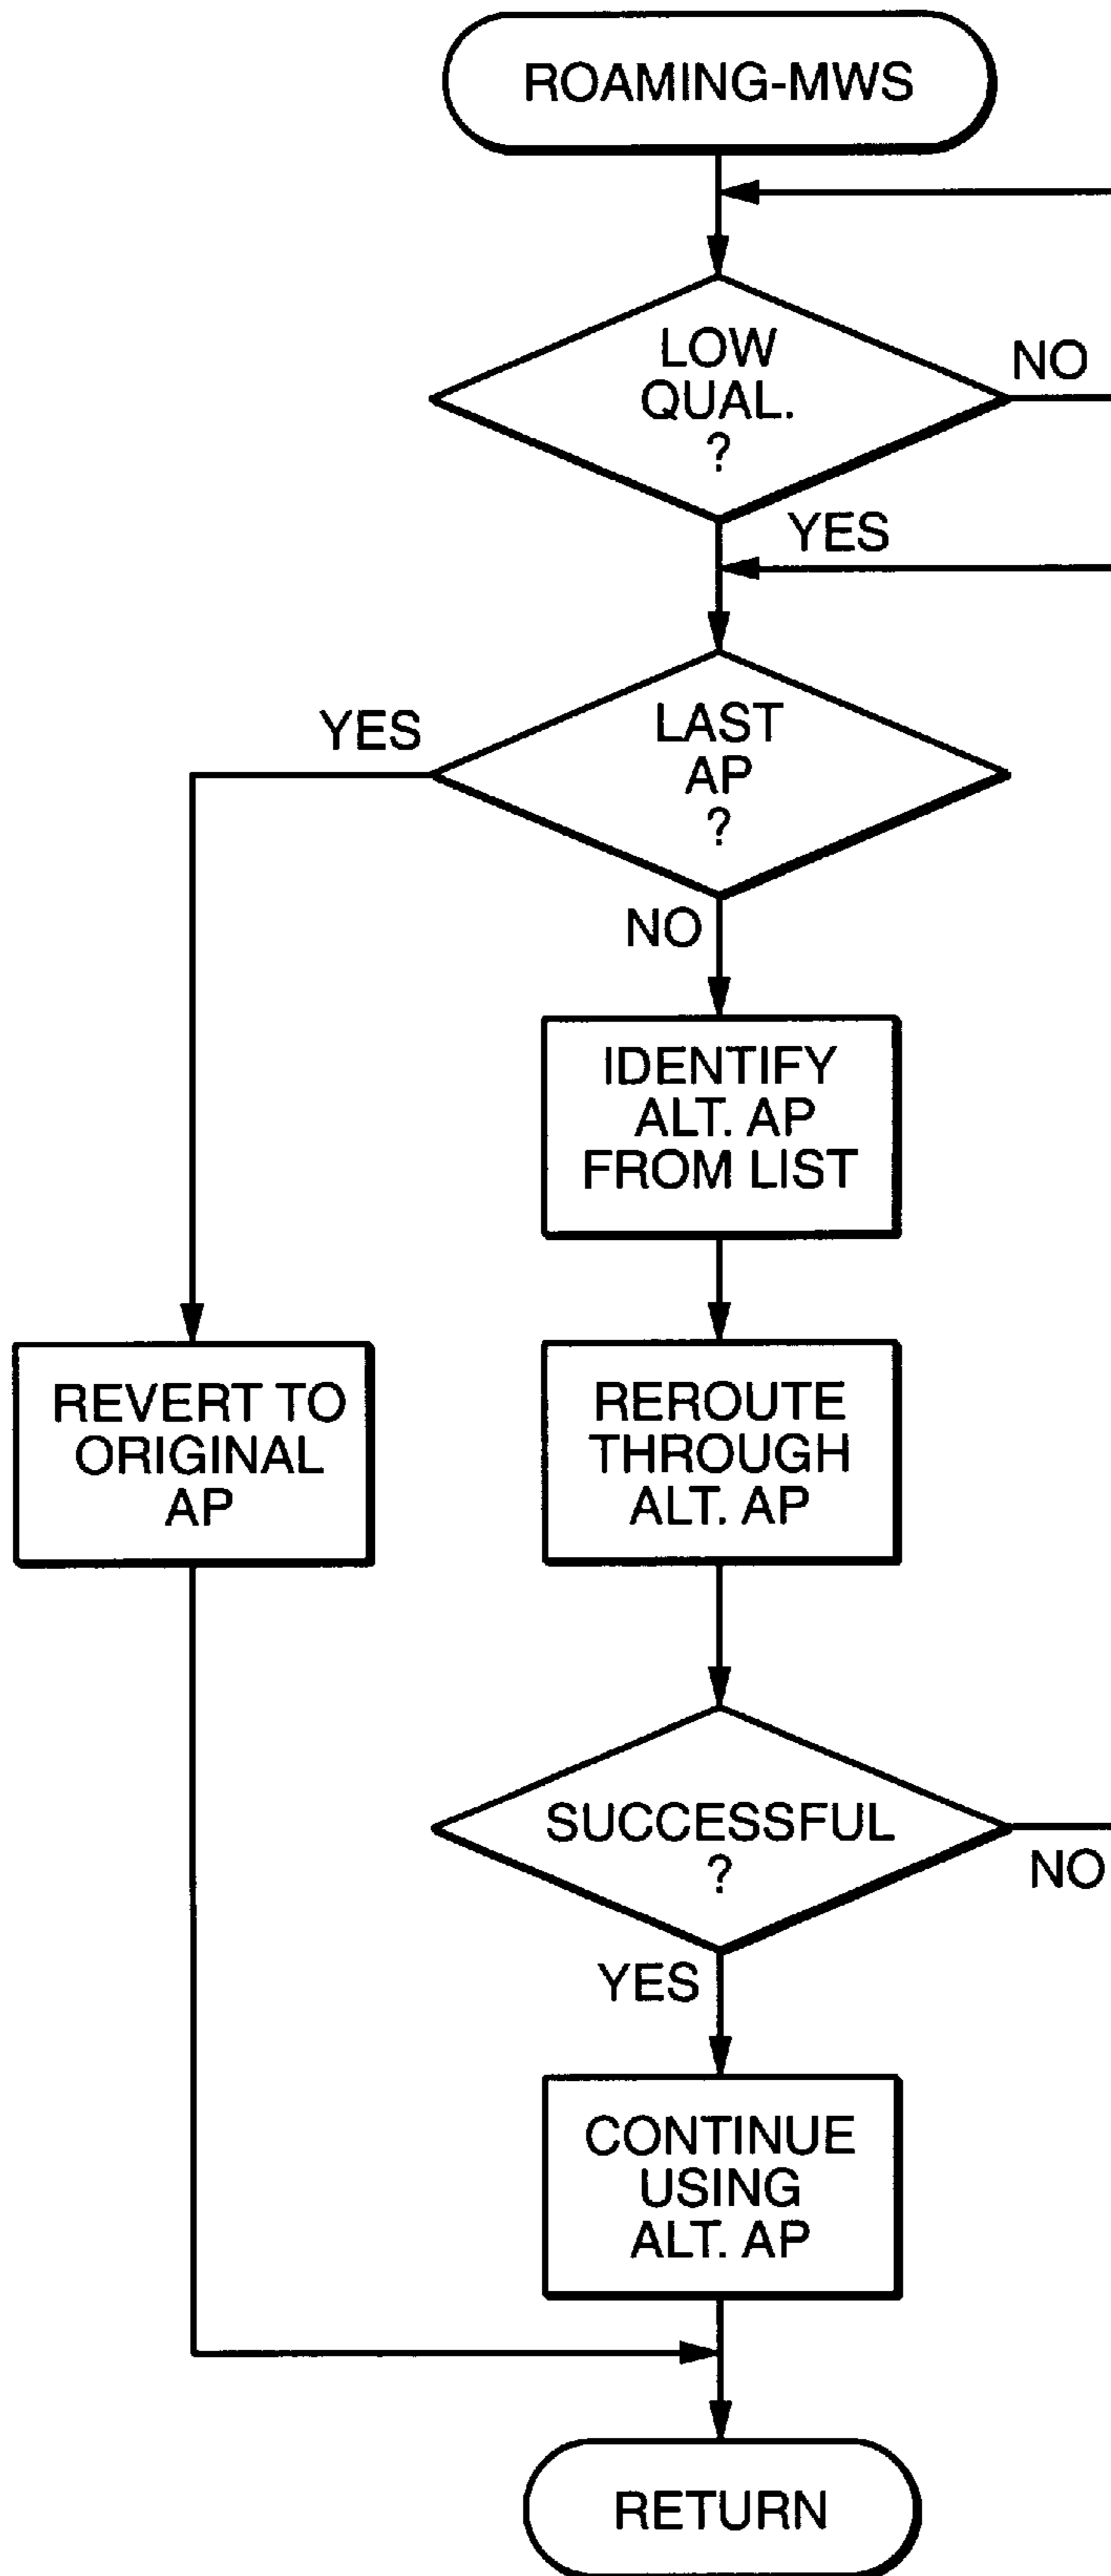 ROAMING-MWS
LOW
QUAL.
?
NO
YES
LAST
AP
?
YES
NO
IDENTIFY
ALT. AP
FROM LIST
REVERT TO
ORIGINAL
AP
REROUTE
THROUGH
ALT. AP
SUCCESSFUL
?
NO
YES
CONTINUE
USING
ALT. AP
RETURN